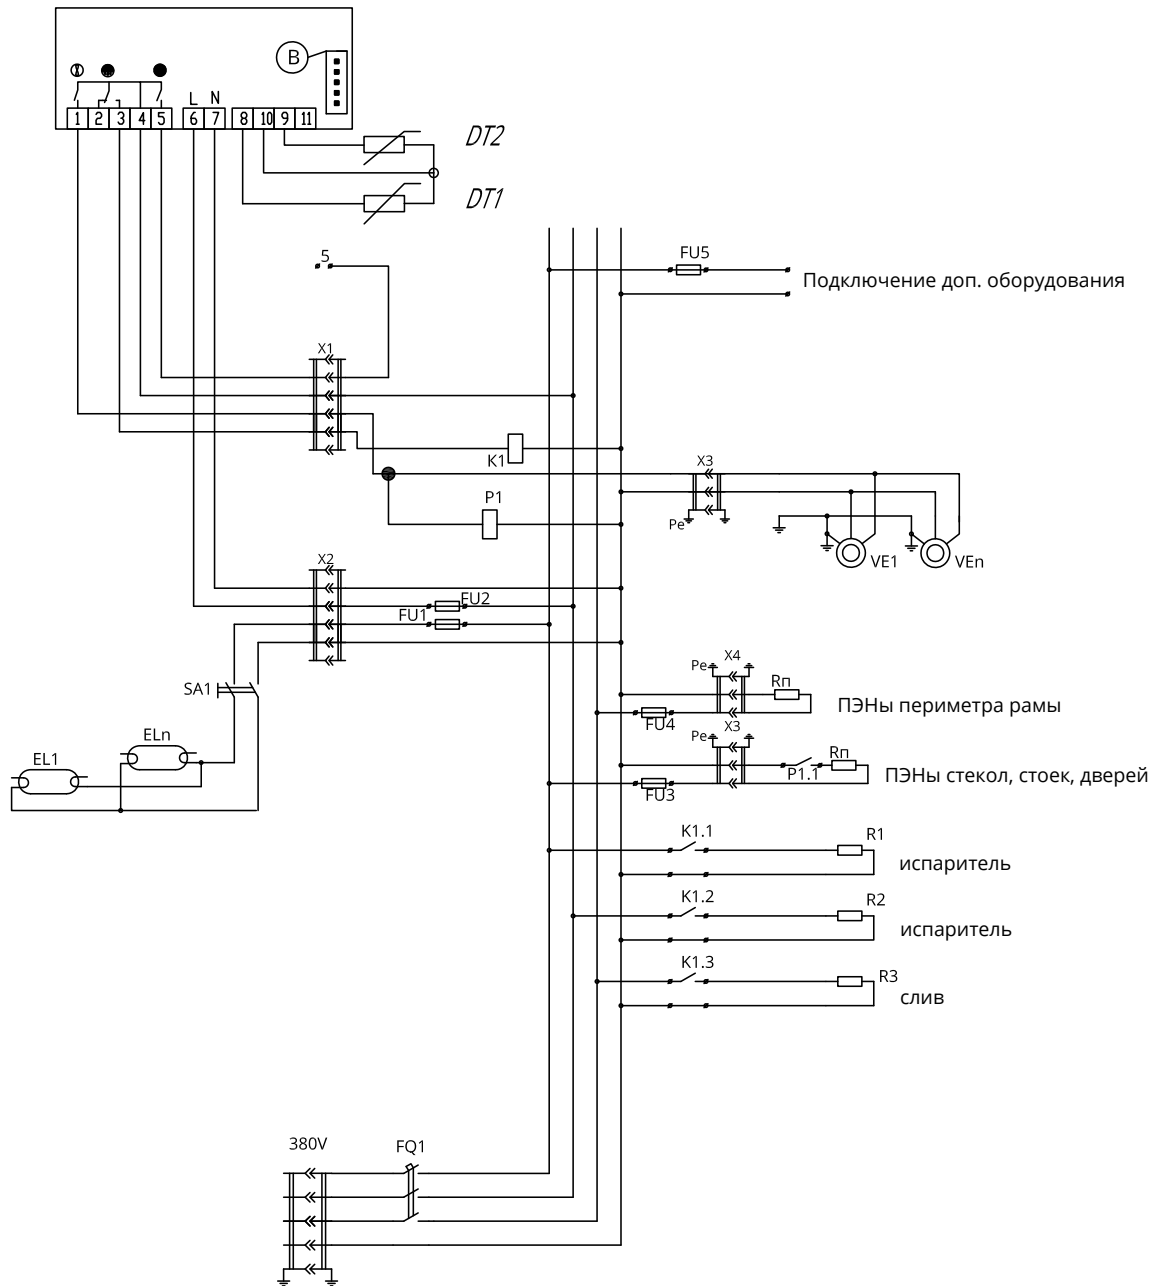 B
L N
1 2 3 4 5 6 7 8 10 9 11
DT2
DT1
5
FU5
Подключение доп. оборудования
X1
K1
X3
P1
Pe
VE1
VEn
X2
FU2
FU1
X4
Pe
SA1
Rп
ПЭНы периметра рамы
FU4
X3
Pe
ELn
Rп
EL1
P1.1
ПЭНы стекол, стоек, дверей
FU3
K1.1
R1
испаритель
K1.2
R2
испаритель
K1.3
R3
слив
380V
FQ1